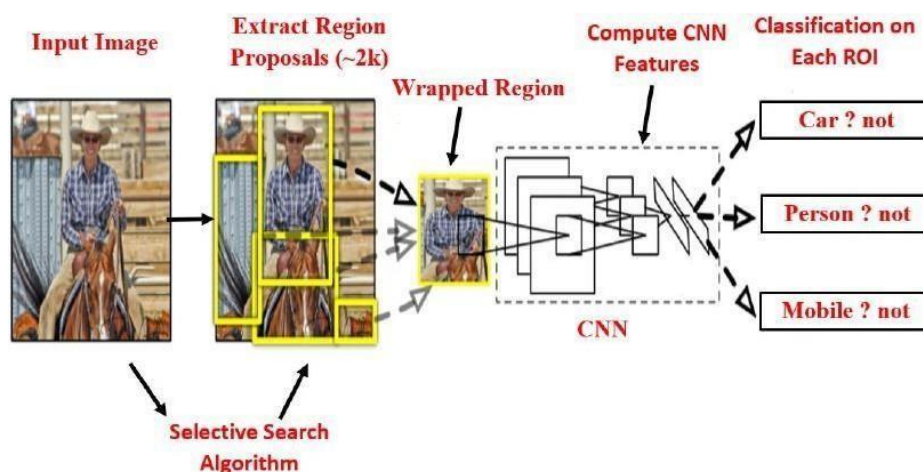 Input Image
Extract Region
Proposals (~2k)
Wrapped Region
Compute CNN
Features
Classification on
Each ROI
Car ? not
Person ? not
Mobile ? not
CNN
Selective Search
Algorithm